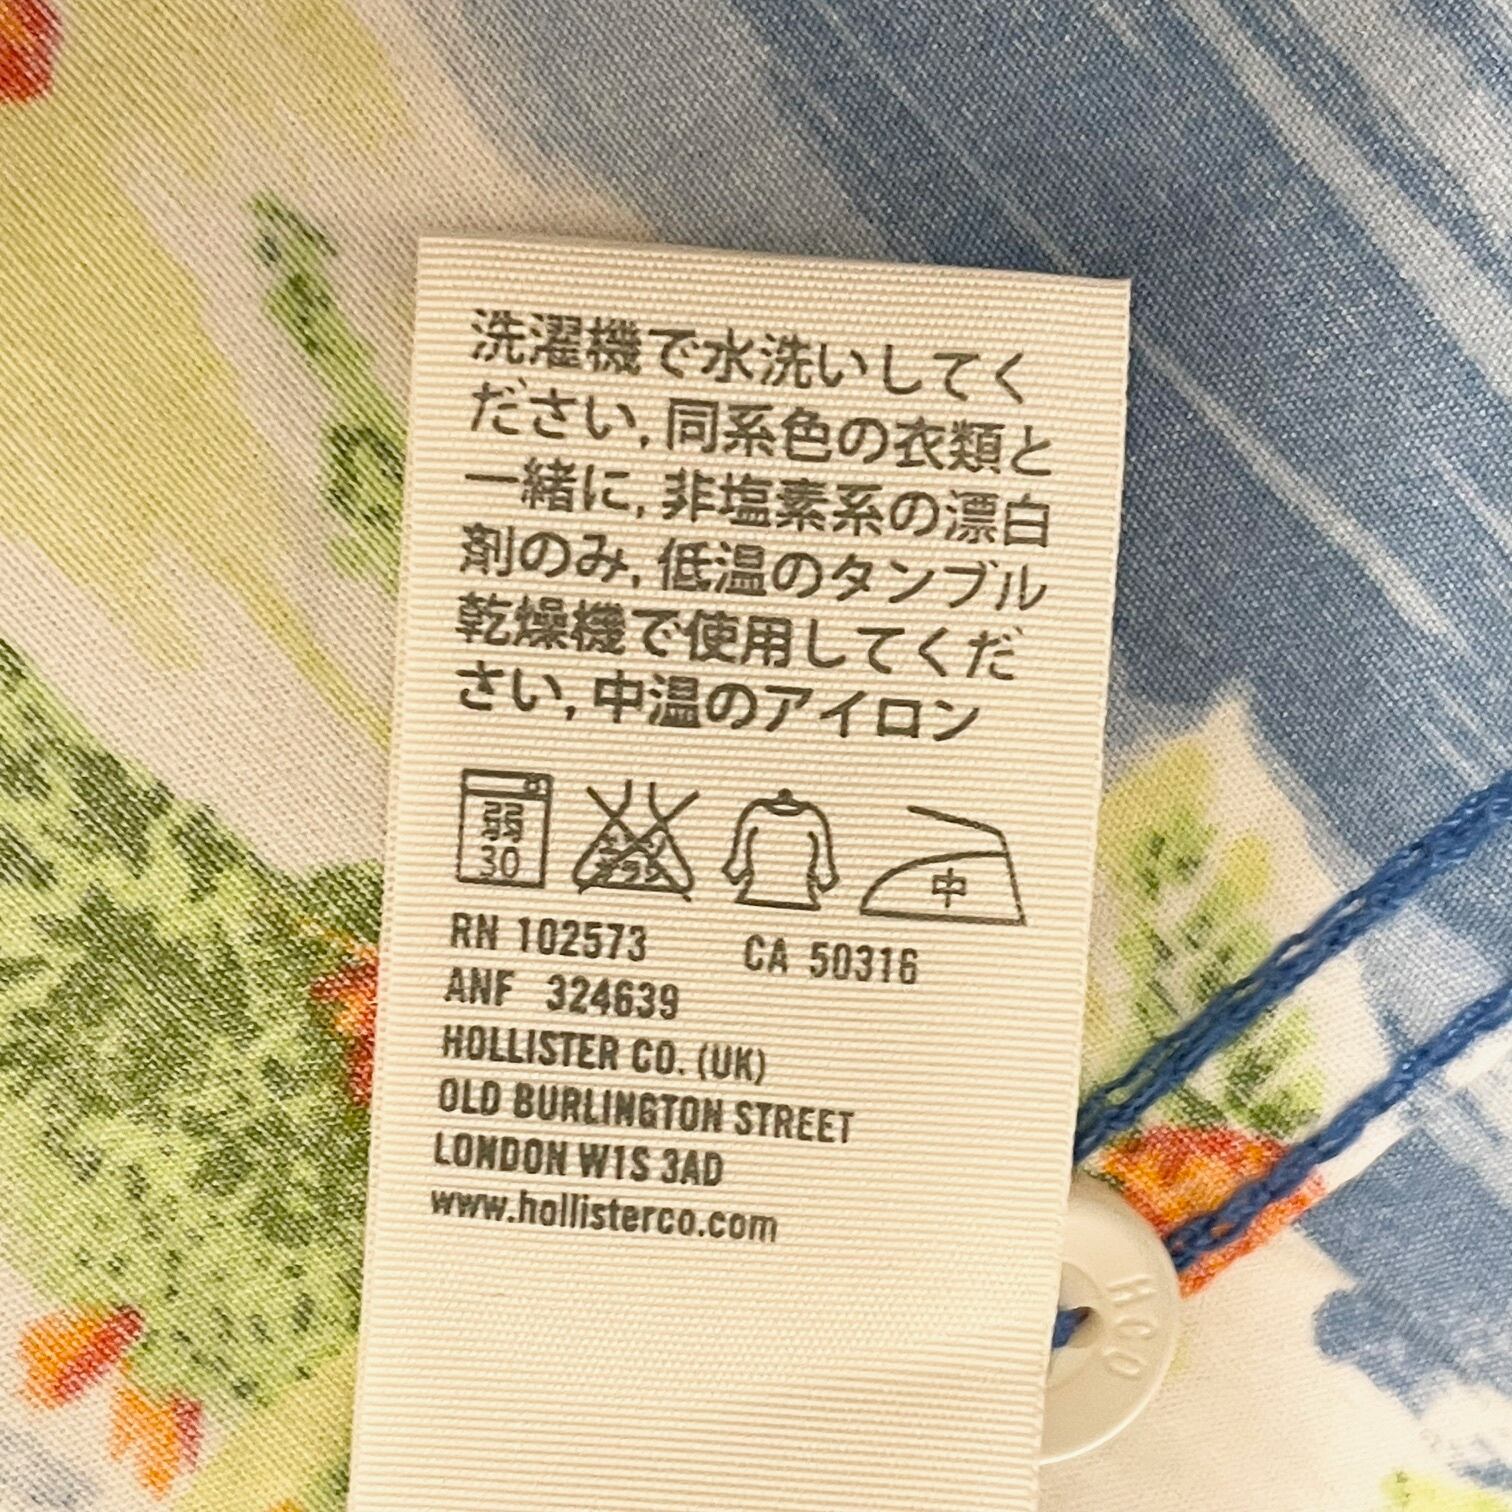 洗濯機で水洗いしてく
ださい, 同系色の衣類と
一緒に, 非塩素系の漂白
剤のみ, 低温のタンブル
乾燥機で使用してくだ
さい, 中温のアイロン
弱
30
中
RN 102573 CA 50316
ANF 324639
HOLLISTER CO. (UK)
OLD BURLINGTON STREET
LONDON W1S 3AD
www.hollisterco.com
HCO